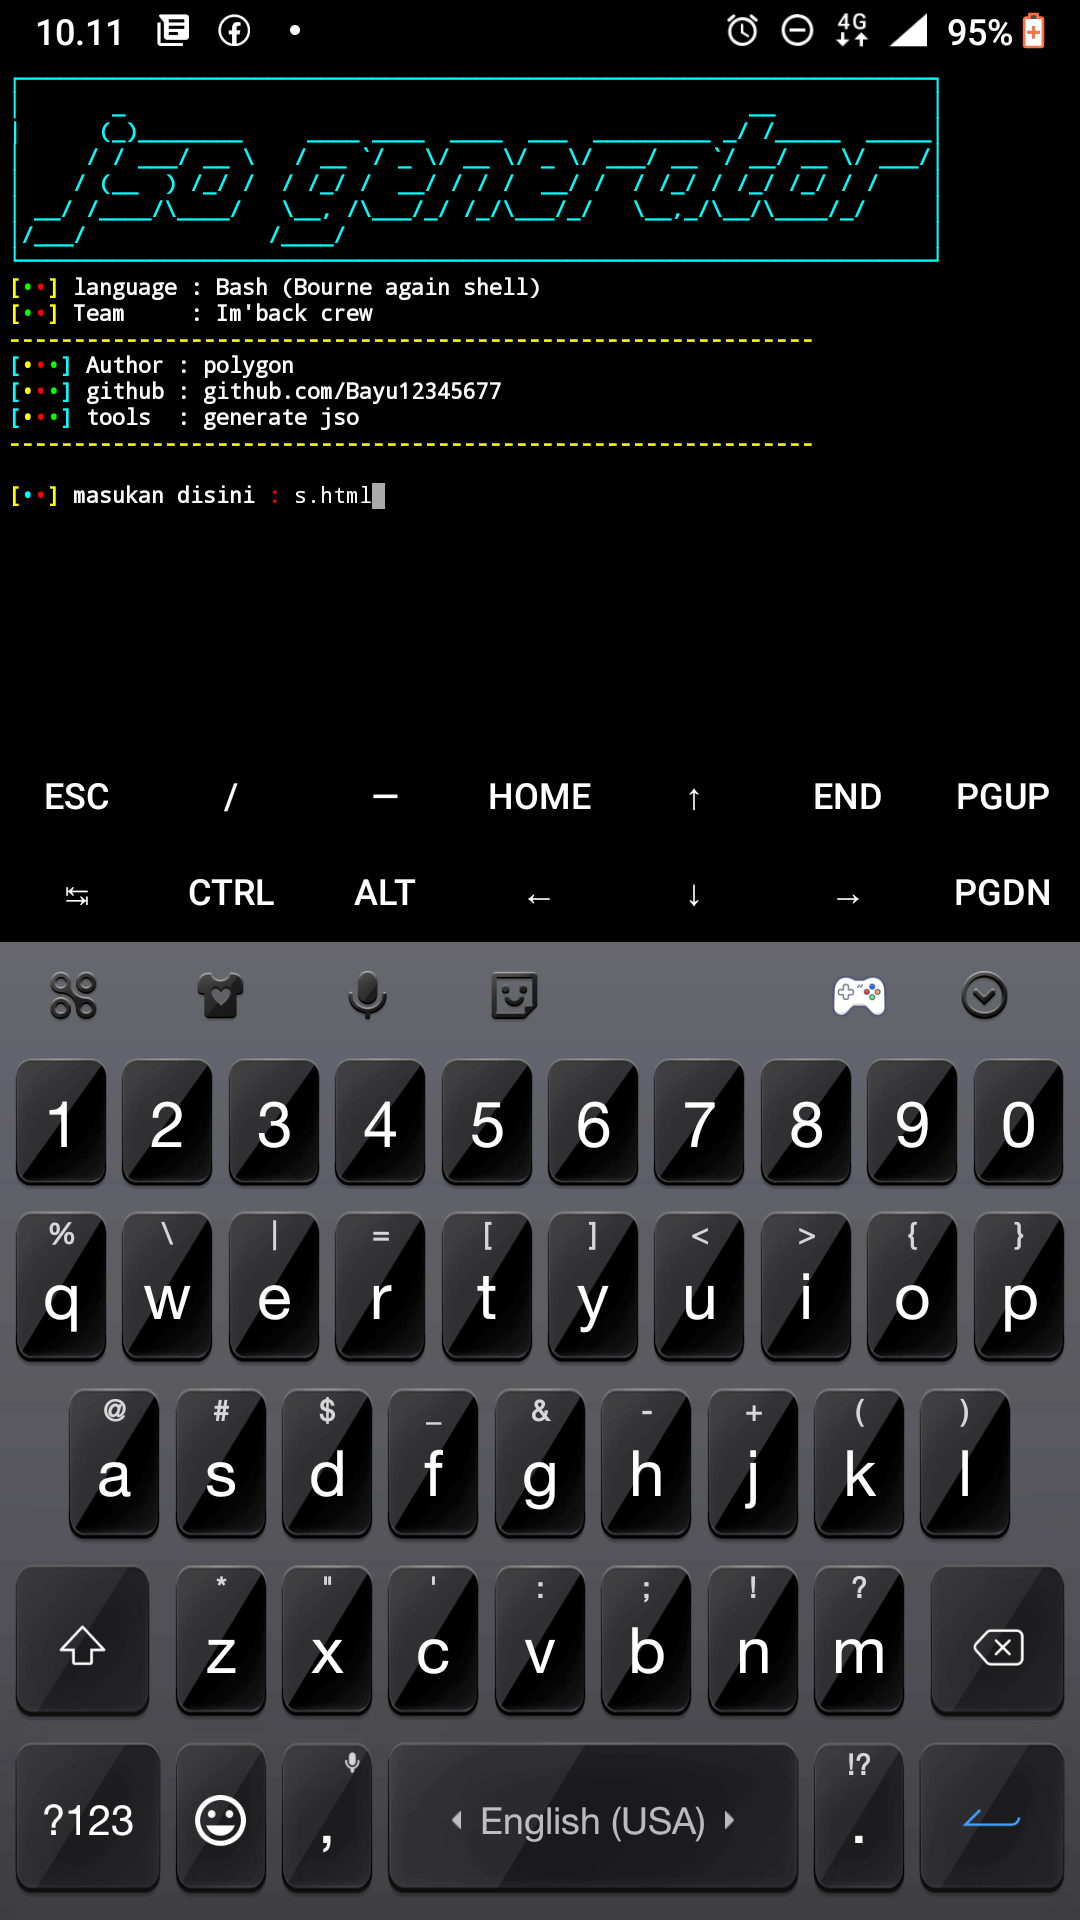 10.11 4G 95%
jso generator
[••] language : Bash (Bourne again shell)
[••] Team : Im'back crew
---------------------------------------------------------------
[•••] Author : polygon
[•••] github : github.com/Bayu12345677
[•••] tools : generate jso
---------------------------------------------------------------
[••] masukan disini : s.html
ESC / — HOME ↑ END PGUP
↹ CTRL ALT ← ↓ → PGDN
1 2 3 4 5 6 7 8 9 0
% \ | = [ ] < > { }
q w e r t y u i o p
@ # $ _ & - + ( )
a s d f g h j k l
* " ' : ; ! ?
z x c v b n m
!?
?123 , English (USA) .